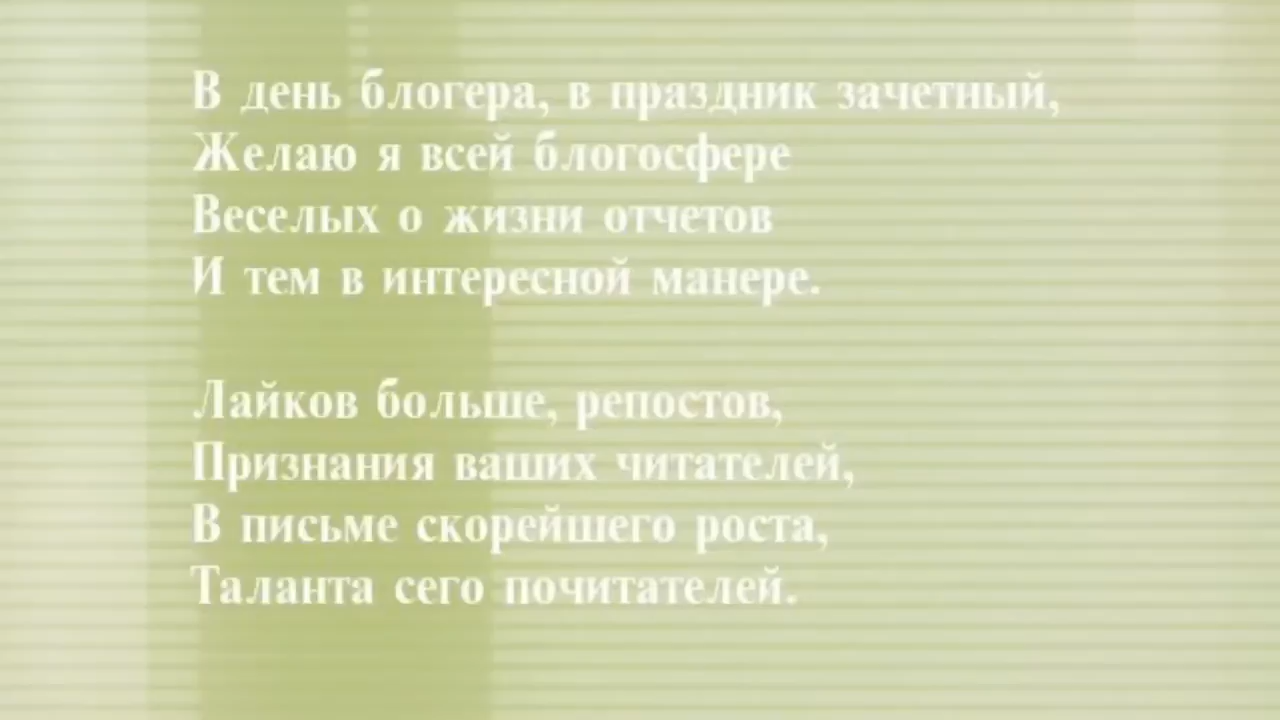 В день блогера, в праздник зачетный,
Желаю я всей блогосфере
Веселых о жизни отчетов
И тем в интересной манере.
Лайков больше, репостов,
Признания ваших читателей,
В письме скорейшего роста,
Таланта сего почитателей.